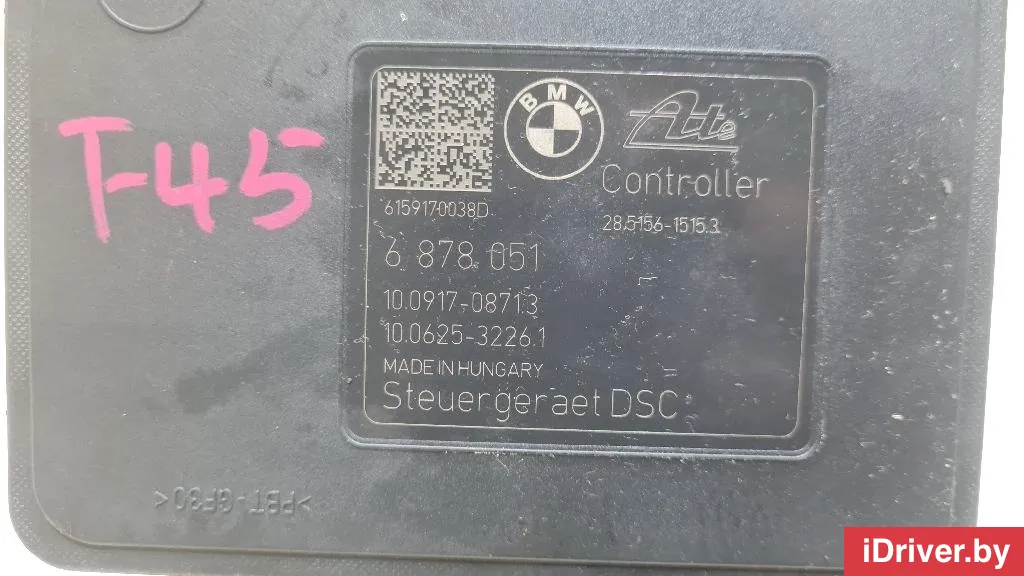 F-45
BMW
Ate
Controller
6159170038D
28.5156-1515.3
6 878 051
10.0917-0871.3
10.0625-3226.1
MADE IN HUNGARY
Steuergeraet DSC
>PBT-GF30<
iDriver.by